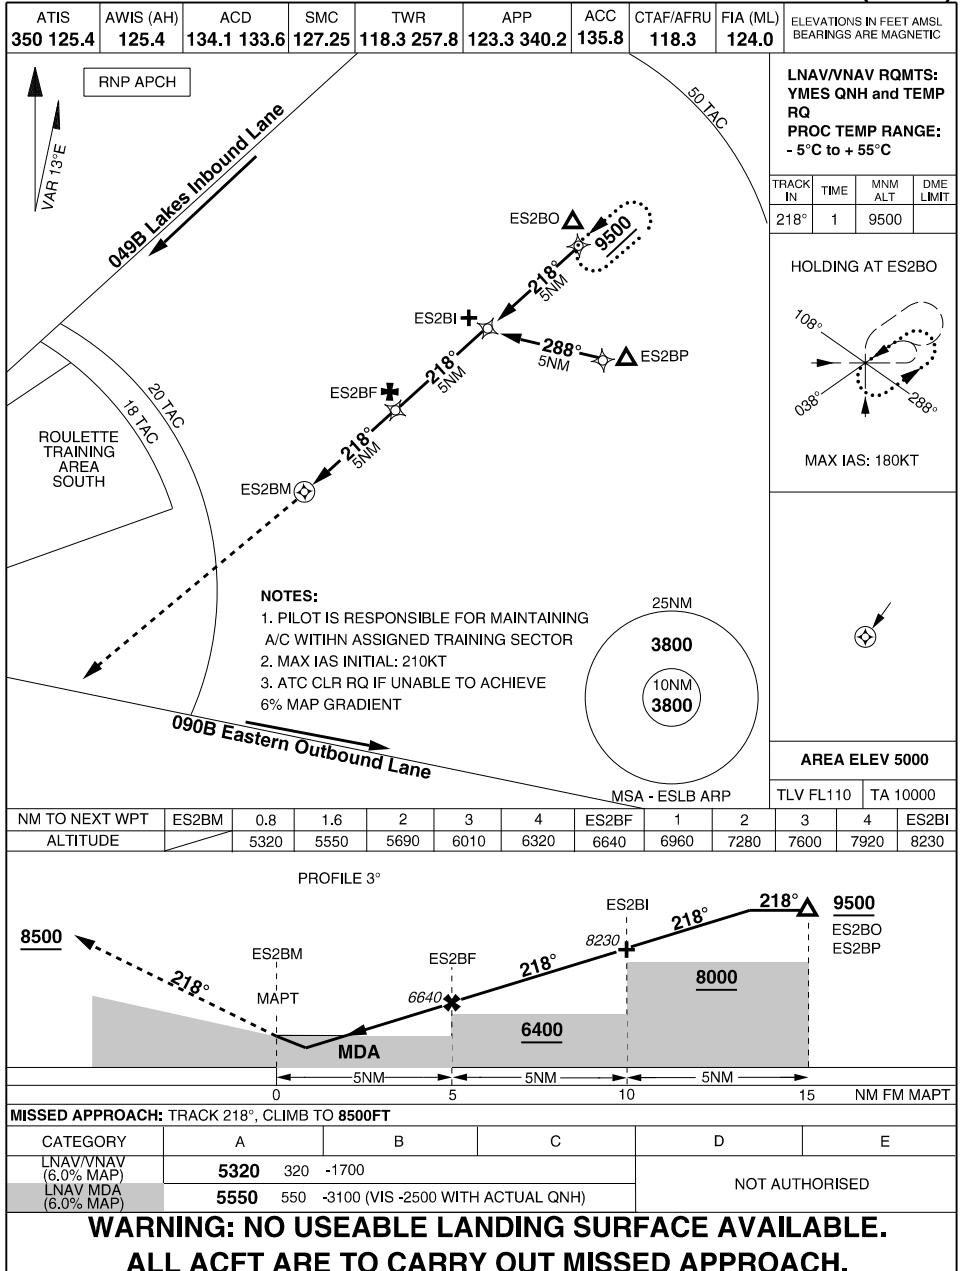 ATIS AWIS (AH) ACD SMC TWR APP ACC CTAF/AFRU FIA (ML)
350 125.4 125.4 134.1 133.6 127.25 118.3 257.8 123.3 340.2 135.8 118.3 124.0
ELEVATIONS IN FEET AMSL
BEARINGS ARE MAGNETIC
RNP APCH
VAR 13°E
049B Lakes Inbound Lane
50 TAC
ES2BO
9500
218°
5NM
ES2BI
288°
5NM
ES2BP
218°
5NM
ES2BF
218°
5NM
ES2BM
20 TAC
18 TAC
ROULETTE
TRAINING
AREA
SOUTH
NOTES:
1. PILOT IS RESPONSIBLE FOR MAINTAINING
A/C WITIHN ASSIGNED TRAINING SECTOR
2. MAX IAS INITIAL: 210KT
3. ATC CLR RQ IF UNABLE TO ACHIEVE
6% MAP GRADIENT
25NM
3800
10NM
3800
MSA - ESLB ARP
090B Eastern Outbound Lane
LNAV/VNAV RQMTS:
YMES QNH and TEMP
RQ
PROC TEMP RANGE:
- 5°C to + 55°C
TRACK IN TIME MNM ALT DME LIMIT
218° 1 9500
HOLDING AT ES2BO
108°
038°
288°
MAX IAS: 180KT
AREA ELEV 5000
TLV FL110 TA 10000
NM TO NEXT WPT ES2BM 0.8 1.6 2 3 4 ES2BF 1 2 3 4 ES2BI
ALTITUDE 5320 5550 5690 6010 6320 6640 6960 7280 7600 7920 8230
PROFILE 3°
8500
218°
ES2BM
MAPT
MDA
ES2BF
6640
218°
6400
ES2BI
8230
218°
8000
218°
9500
ES2BO
ES2BP
5NM 5NM 5NM
0 5 10 15 NM FM MAPT
MISSED APPROACH: TRACK 218°, CLIMB TO 8500FT
CATEGORY A B C D E
LNAV/VNAV
(6.0% MAP)
5320 320 -1700
LNAV MDA
(6.0% MAP)
5550 550 -3100 (VIS -2500 WITH ACTUAL QNH)
NOT AUTHORISED
WARNING: NO USEABLE LANDING SURFACE AVAILABLE.
ALL ACFT ARE TO CARRY OUT MISSED APPROACH.